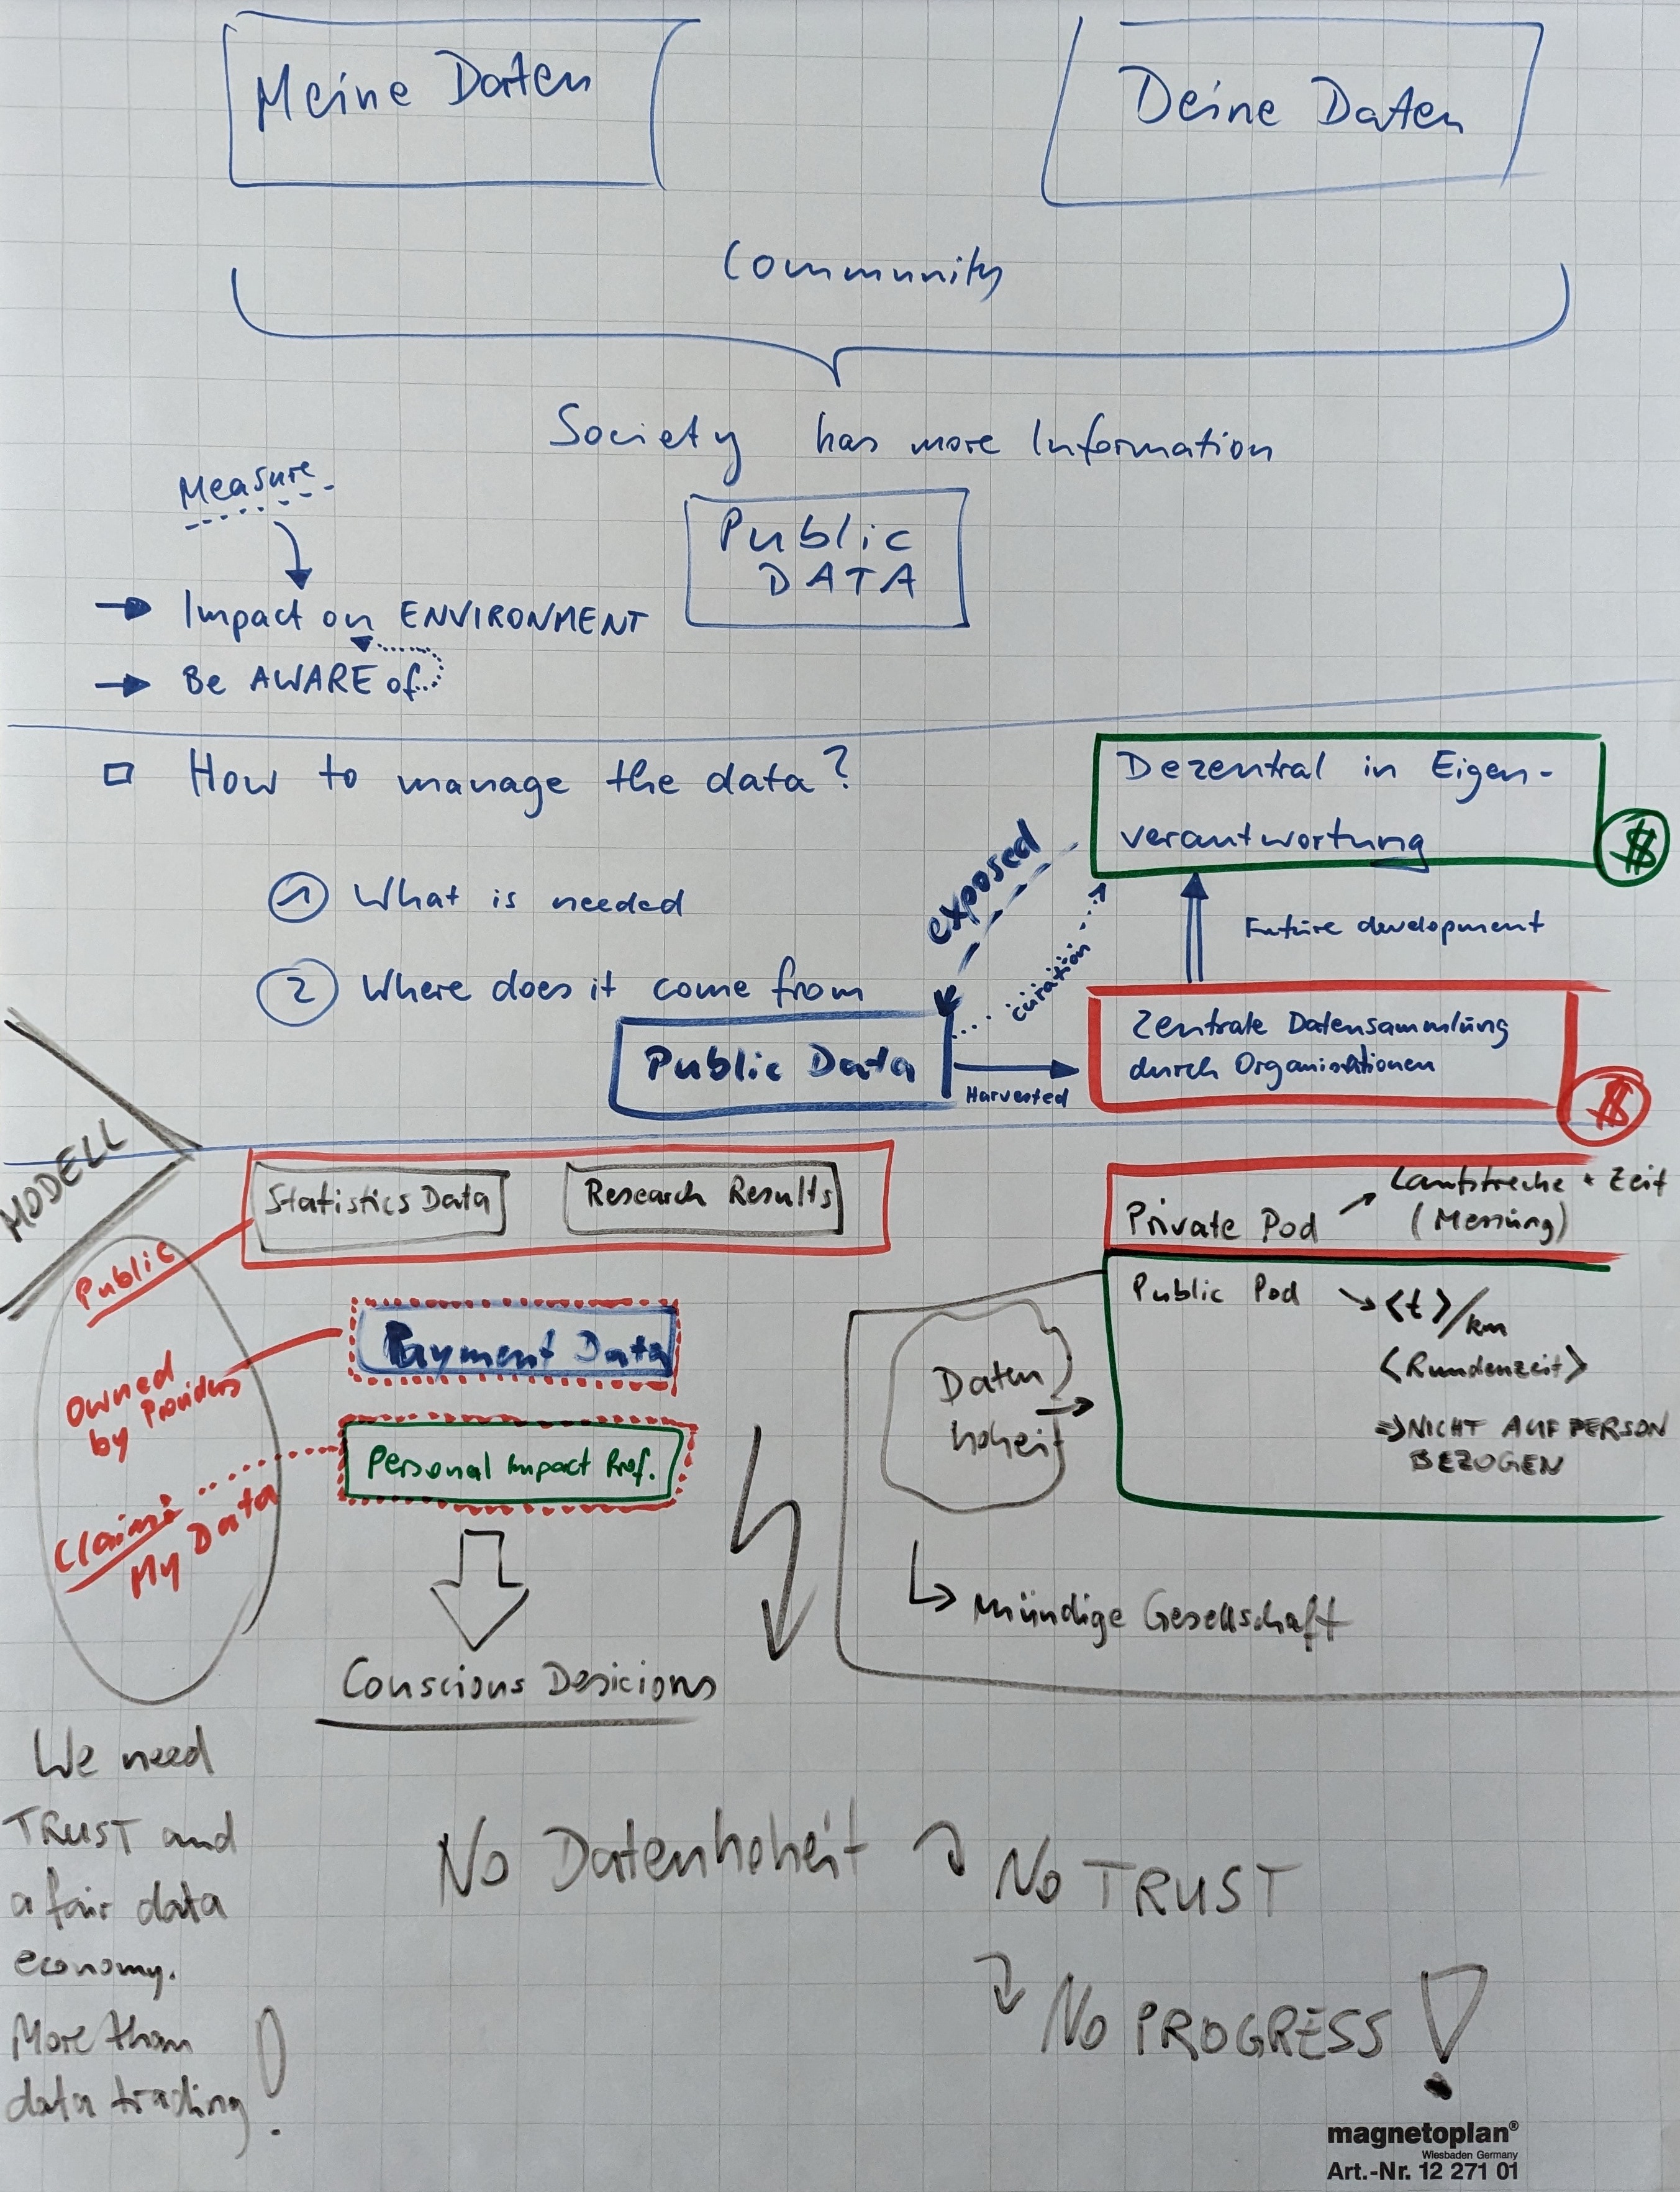 Meine Daten
Deine Daten
Community
Society has more Information
Measure
Public
DATA
→ Impact on ENVIRONMENT
→ Be AWARE of
How to manage the data?
Dezentral in Eigen-
verantwortung
$
① What is needed
exposed
curation
Future development
② Where does it come from
Public Data
Harvested
Zentrale Datensammlung
durch Organisationen
$
MODELL
Statistics Data
Research Results
Public
Payment Data
Owned
by Providers
Personal Impact Prof.
Claims
My Data
Conscious Desicions
Private Pod
Laufstrecke + Zeit
(Messung)
Public Pod
<t>/km
<Rundenzeit>
⇒ NICHT AUF PERSON
BEZOGEN
Daten
hoheit
mündige Gesellschaft
We need
TRUST and
a fair data
economy.
More than
data trading!
No Datenhoheit
No TRUST
No PROGRESS!
magnetoplan®
Wiesbaden Germany
Art.-Nr. 12 271 01